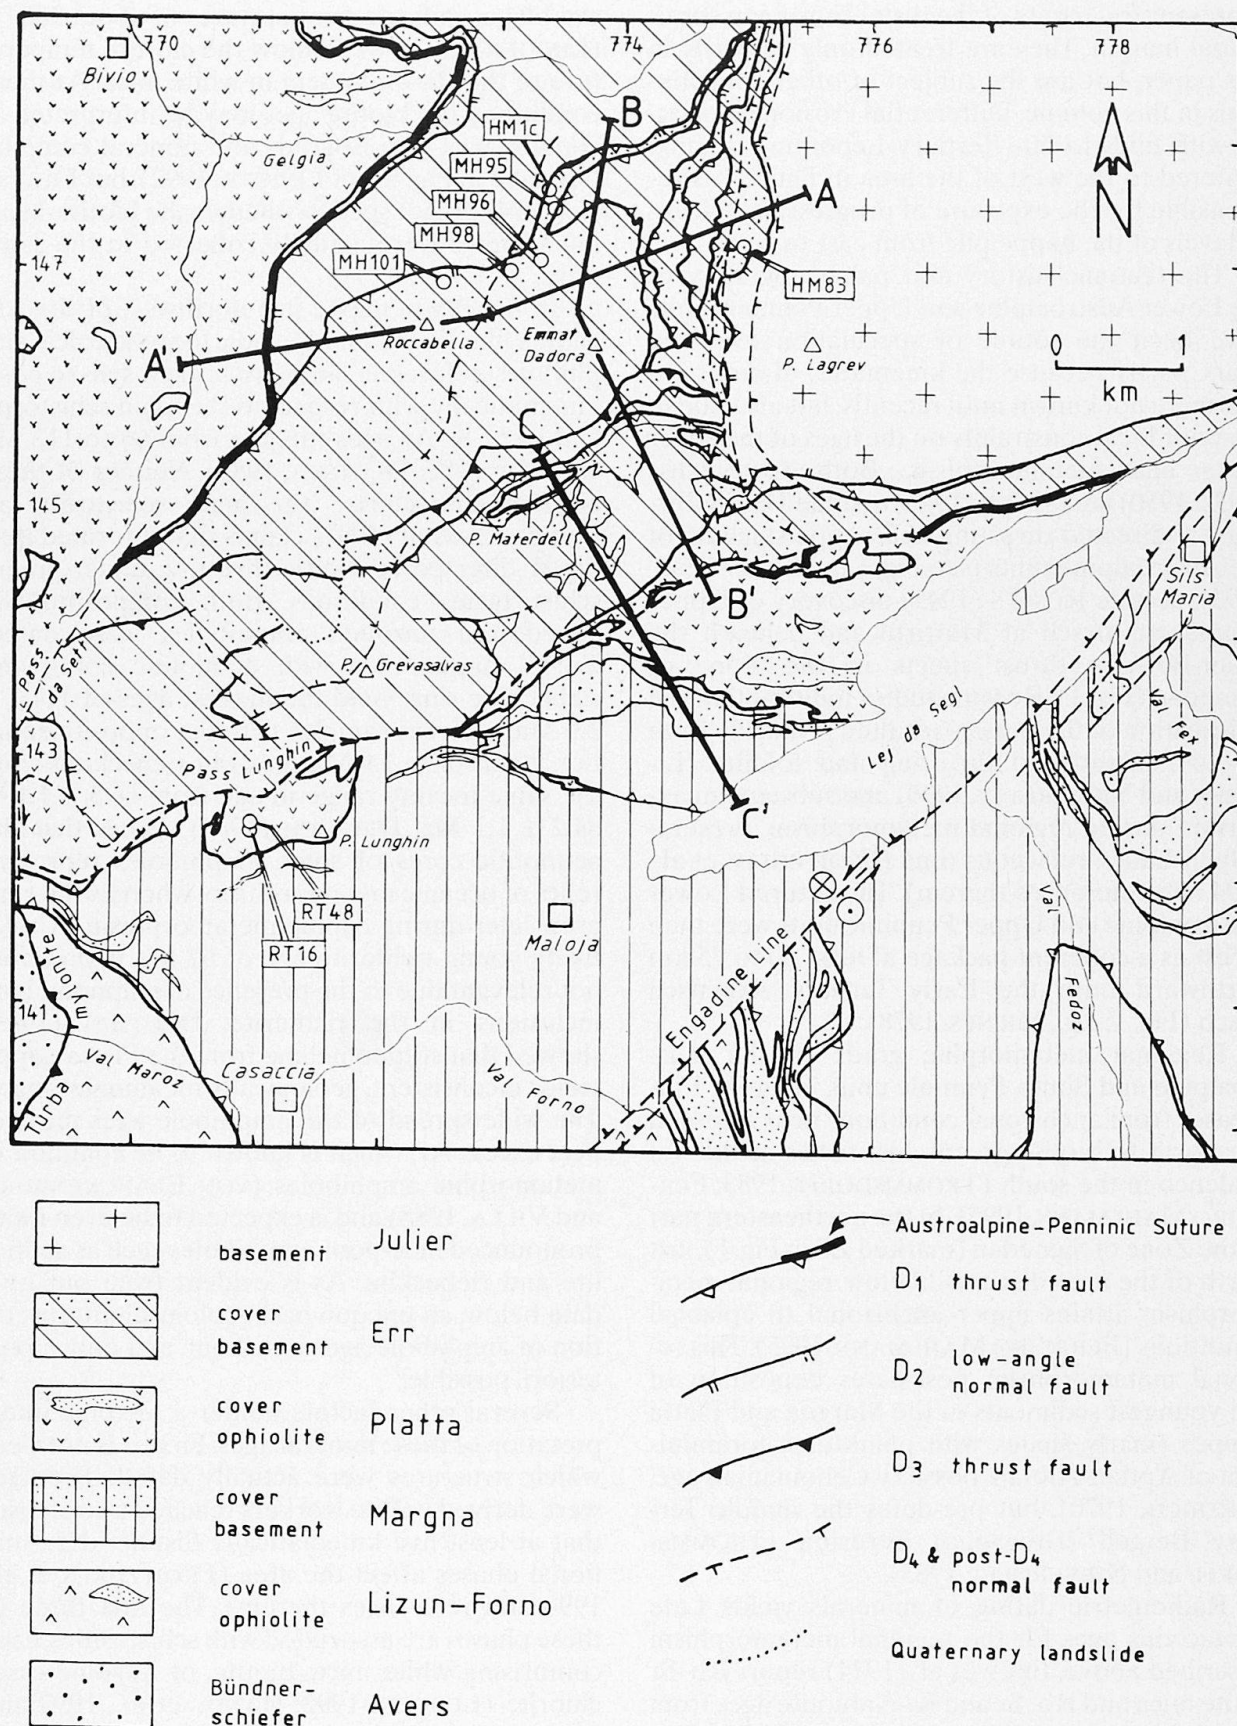 770
774
776
778
Bivio
B
HM1c
Gelgia
MH95
A
MH96
N
MH98
147
MH101
HM83
Roccabella
Emmat
Dadora
0 1
A'
P. Lagrev
km
C
145
P. Materdell
Sils
Maria
B'
Pass
da Sett
P. Grevasalvas
Val Fex
Lej da Segl
143
Pass Lunghin
C'
P. Lunghin
RT48
Val
Maloja
RT16
Engadine Line
Fedoz
mylonite
141
Val Maroz
Casaccia
Val Forno
Turba
basement Julier
cover
basement Err
cover
ophiolite Platta
cover
basement Margna
cover
ophiolite Lizun-Forno
Bündner-
schiefer Avers
Austroalpine-Penninic Suture
D1 thrust fault
D2 low-angle
normal fault
D3 thrust fault
D4 & post-D4
normal fault
Quaternary landslide